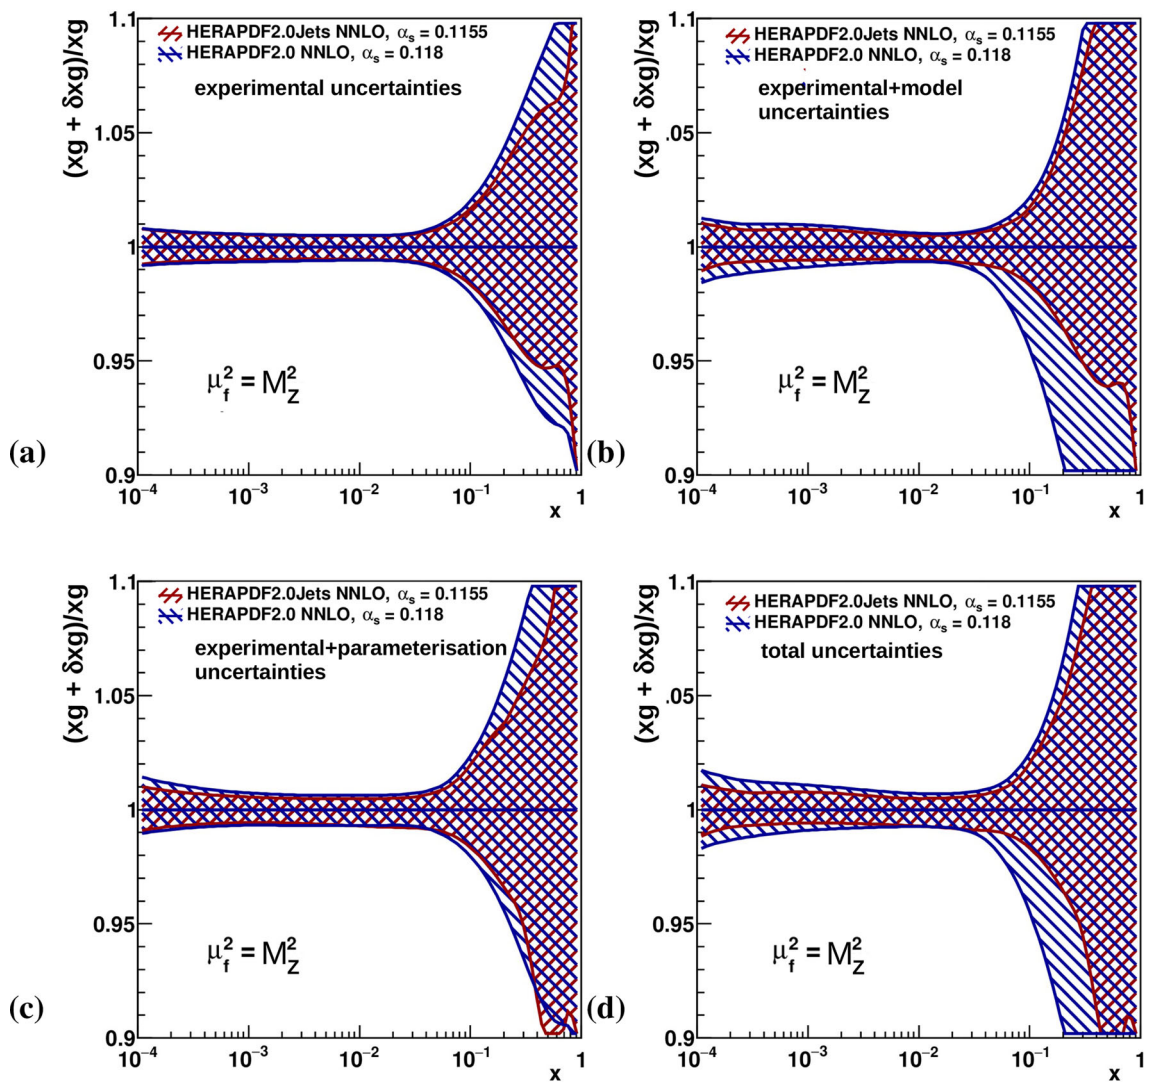 1.1
HERAPDF2.0Jets NNLO, αs = 0.1155
HERAPDF2.0 NNLO, αs = 0.118
experimental uncertainties
(xg + δxg)/xg
1.05
1
0.95
0.9
μf² = MZ²
(a)
10⁻⁴ 10⁻³ 10⁻² 10⁻¹ 1
x
1.1
HERAPDF2.0Jets NNLO, αs = 0.1155
HERAPDF2.0 NNLO, αs = 0.118
experimental+model
uncertainties
(xg + δxg)/xg
.05
1
0.95
0.9
μf² = MZ²
(b)
10⁻⁴ 10⁻³ 10⁻² 10⁻¹ 1
x
1.1
HERAPDF2.0Jets NNLO, αs = 0.1155
HERAPDF2.0 NNLO, αs = 0.118
experimental+parameterisation
uncertainties
(xg + δxg)/xg
1.05
1
0.95
0.9
μf² = MZ²
(c)
10⁻⁴ 10⁻³ 10⁻² 10⁻¹ 1
x
1.1
HERAPDF2.0Jets NNLO, αs = 0.1155
HERAPDF2.0 NNLO, αs = 0.118
total uncertainties
(xg + δxg)/xg
.05
1
0.95
0.9
μf² = MZ²
(d)
10⁻⁴ 10⁻³ 10⁻² 10⁻¹ 1
x